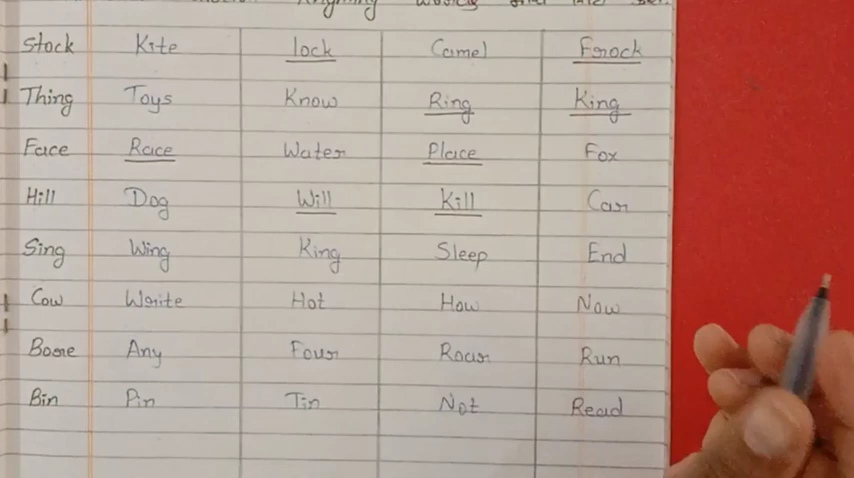 Rhyming words
Stock Kite lock Camel Frock
Thing Toys Know Ring King
Face Race Water Place Fox
Hill Dog Will Kill Car
Sing Wing King Sleep End
Cow Write Hot How Now
Bore Any Four Roar Run
Bin Pin Tin Not Read